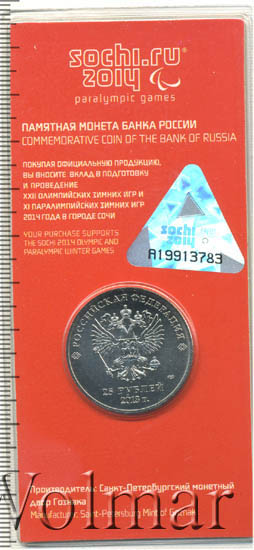 sochi.ru
2014
paralympic games
ПАМЯТНАЯ МОНЕТА БАНКА РОССИИ
COMMEMORATIVE COIN OF THE BANK OF RUSSIA
ПОКУПАЯ ОФИЦИАЛЬНУЮ ПРОДУКЦИЮ,
ВЫ ВНОСИТЕ ВКЛАД В ПОДГОТОВКУ
И ПРОВЕДЕНИЕ
XXII ОЛИМПИЙСКИХ ЗИМНИХ ИГР И
XI ПАРАЛИМПИЙСКИХ ЗИМНИХ ИГР
2014 ГОДА В ГОРОДЕ СОЧИ
YOUR PURCHASE SUPPORTS
THE SOCHI 2014 OLYMPIC AND
PARALYMPIC WINTER GAMES
sochi
2014
A19913783
РОССИЙСКАЯ ФЕДЕРАЦИЯ
25 РУБЛЕЙ
2013 г.
Производитель: Санкт-Петербургский монетный
двор Гознака
Manufacturer: Saint-Petersburg Mint of Goznak
Volmar